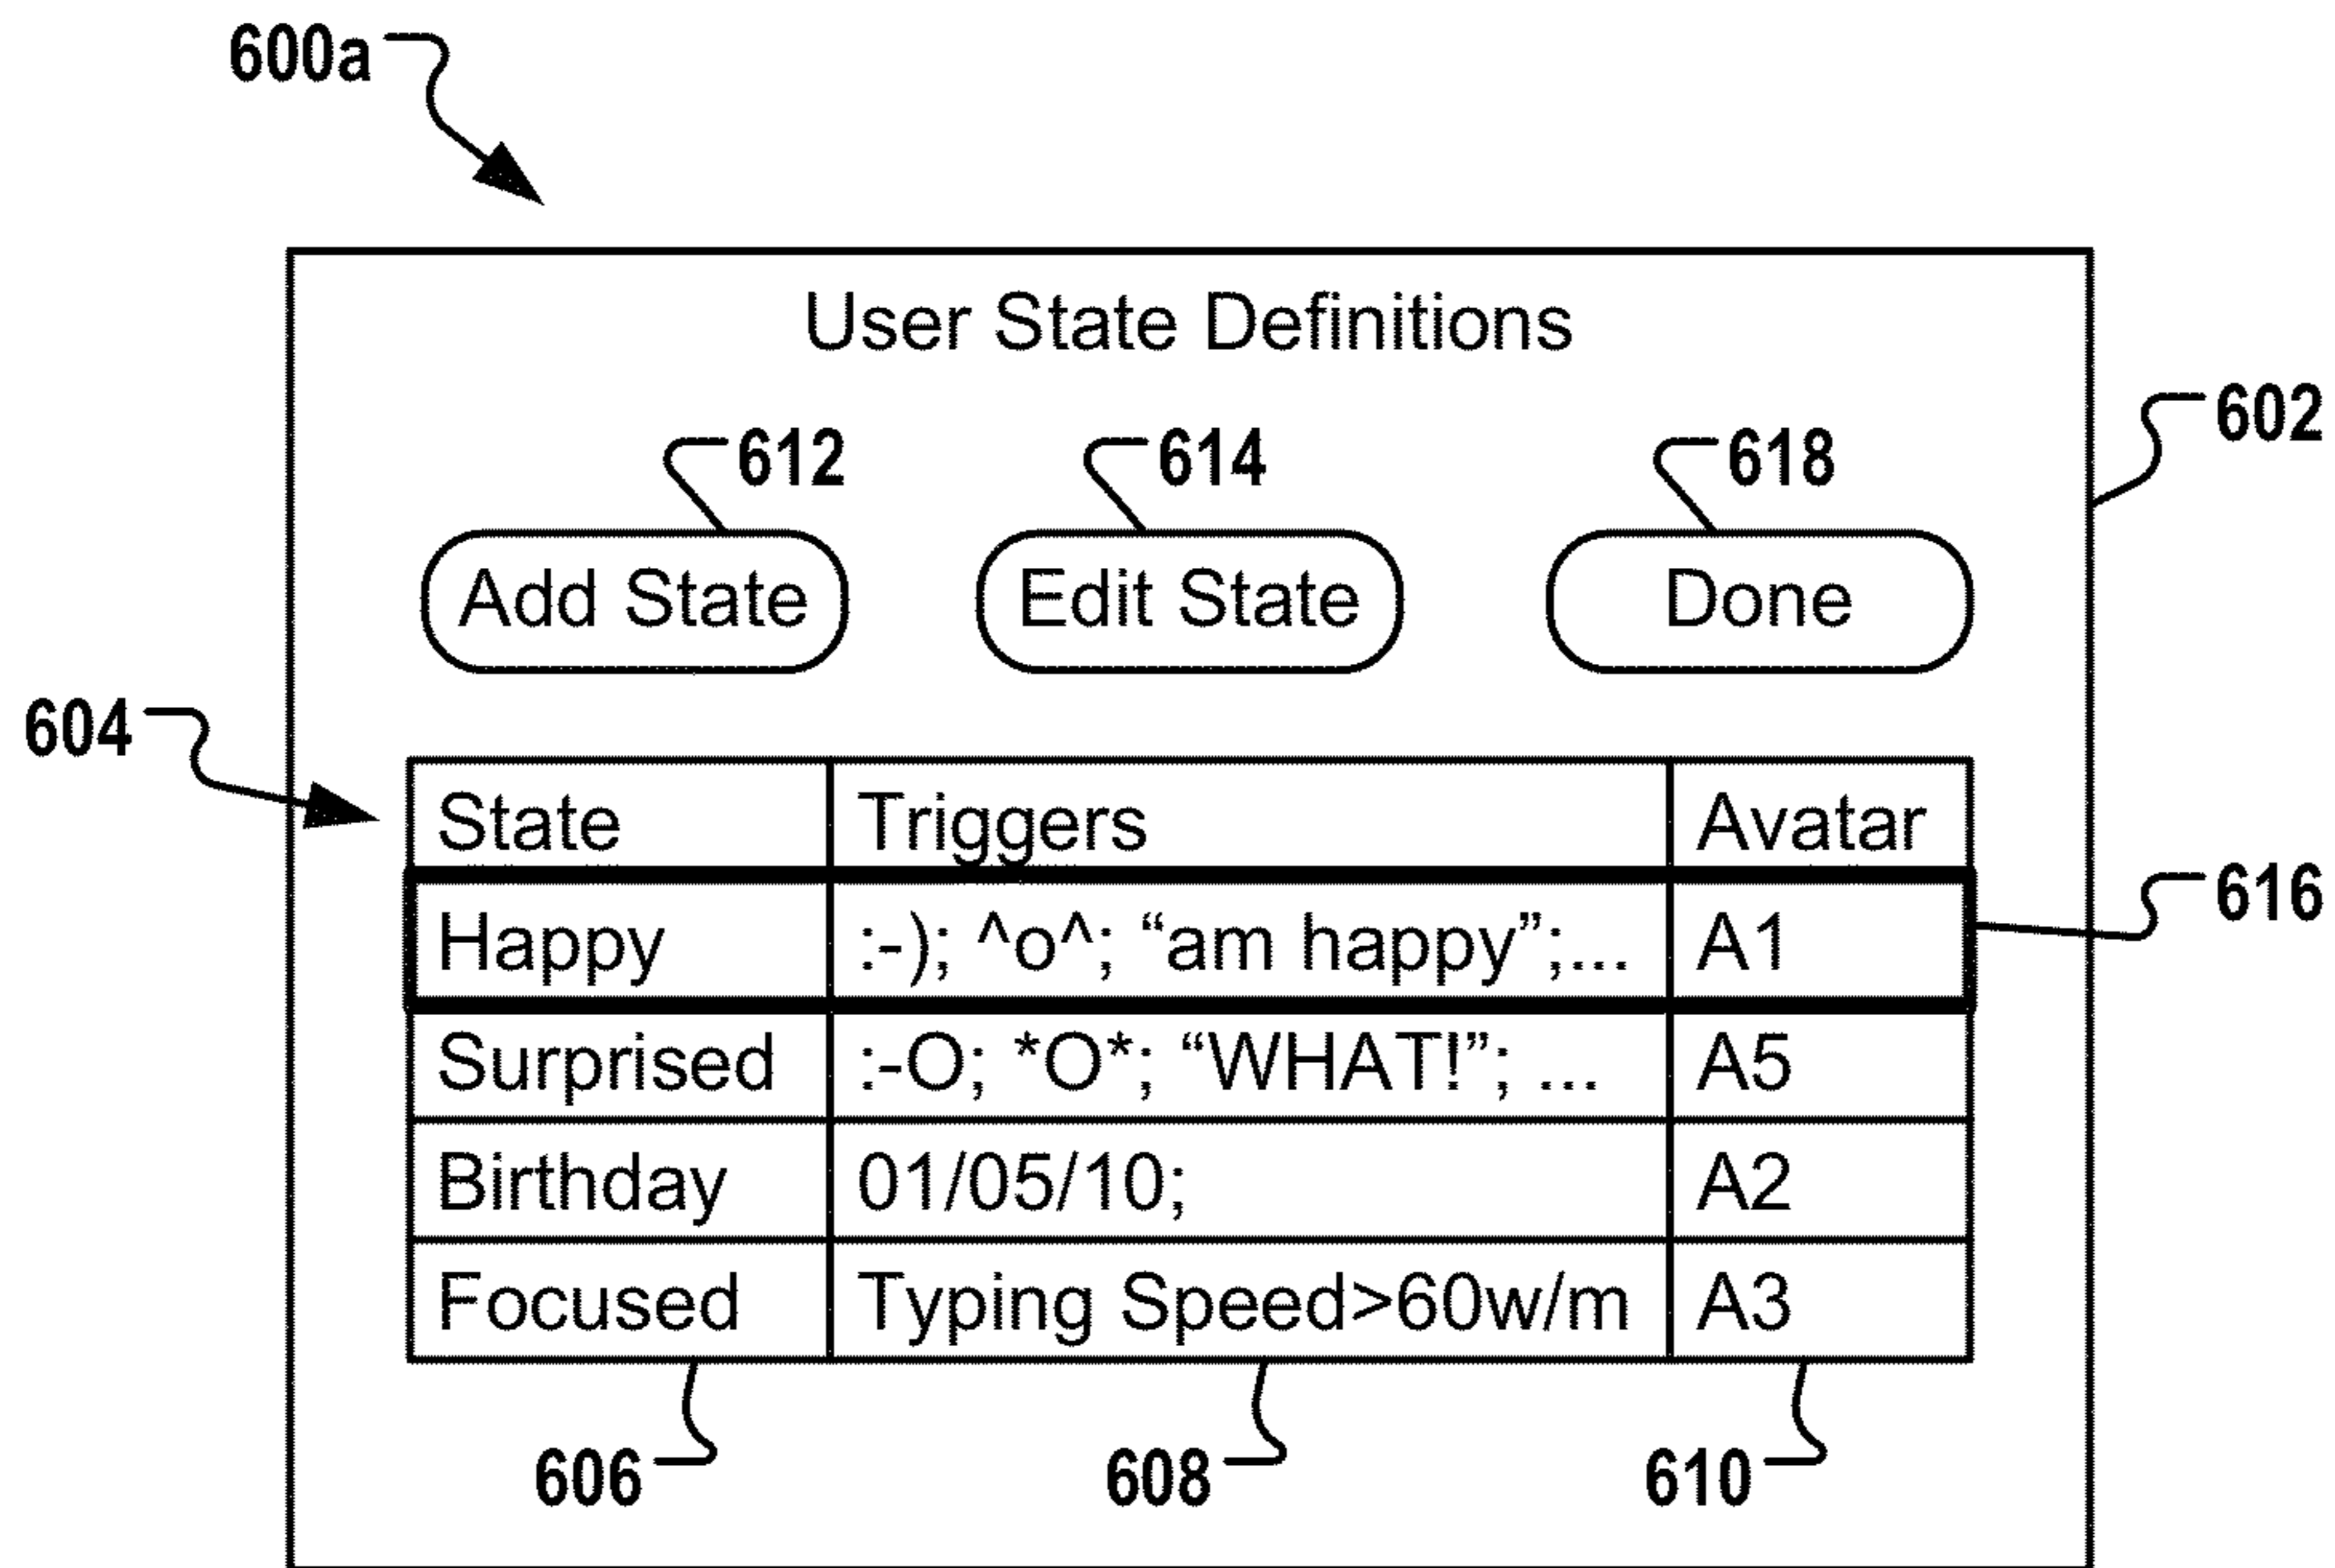 600a
User State Definitions
602
612 614 618
Add State Edit State Done
604
State Triggers Avatar
616
Happy :-); ^o^; “am happy”;... A1
Surprised :-O; *O*; “WHAT!”; ... A5
Birthday 01/05/10; A2
Focused Typing Speed>60w/m A3
606 608 610